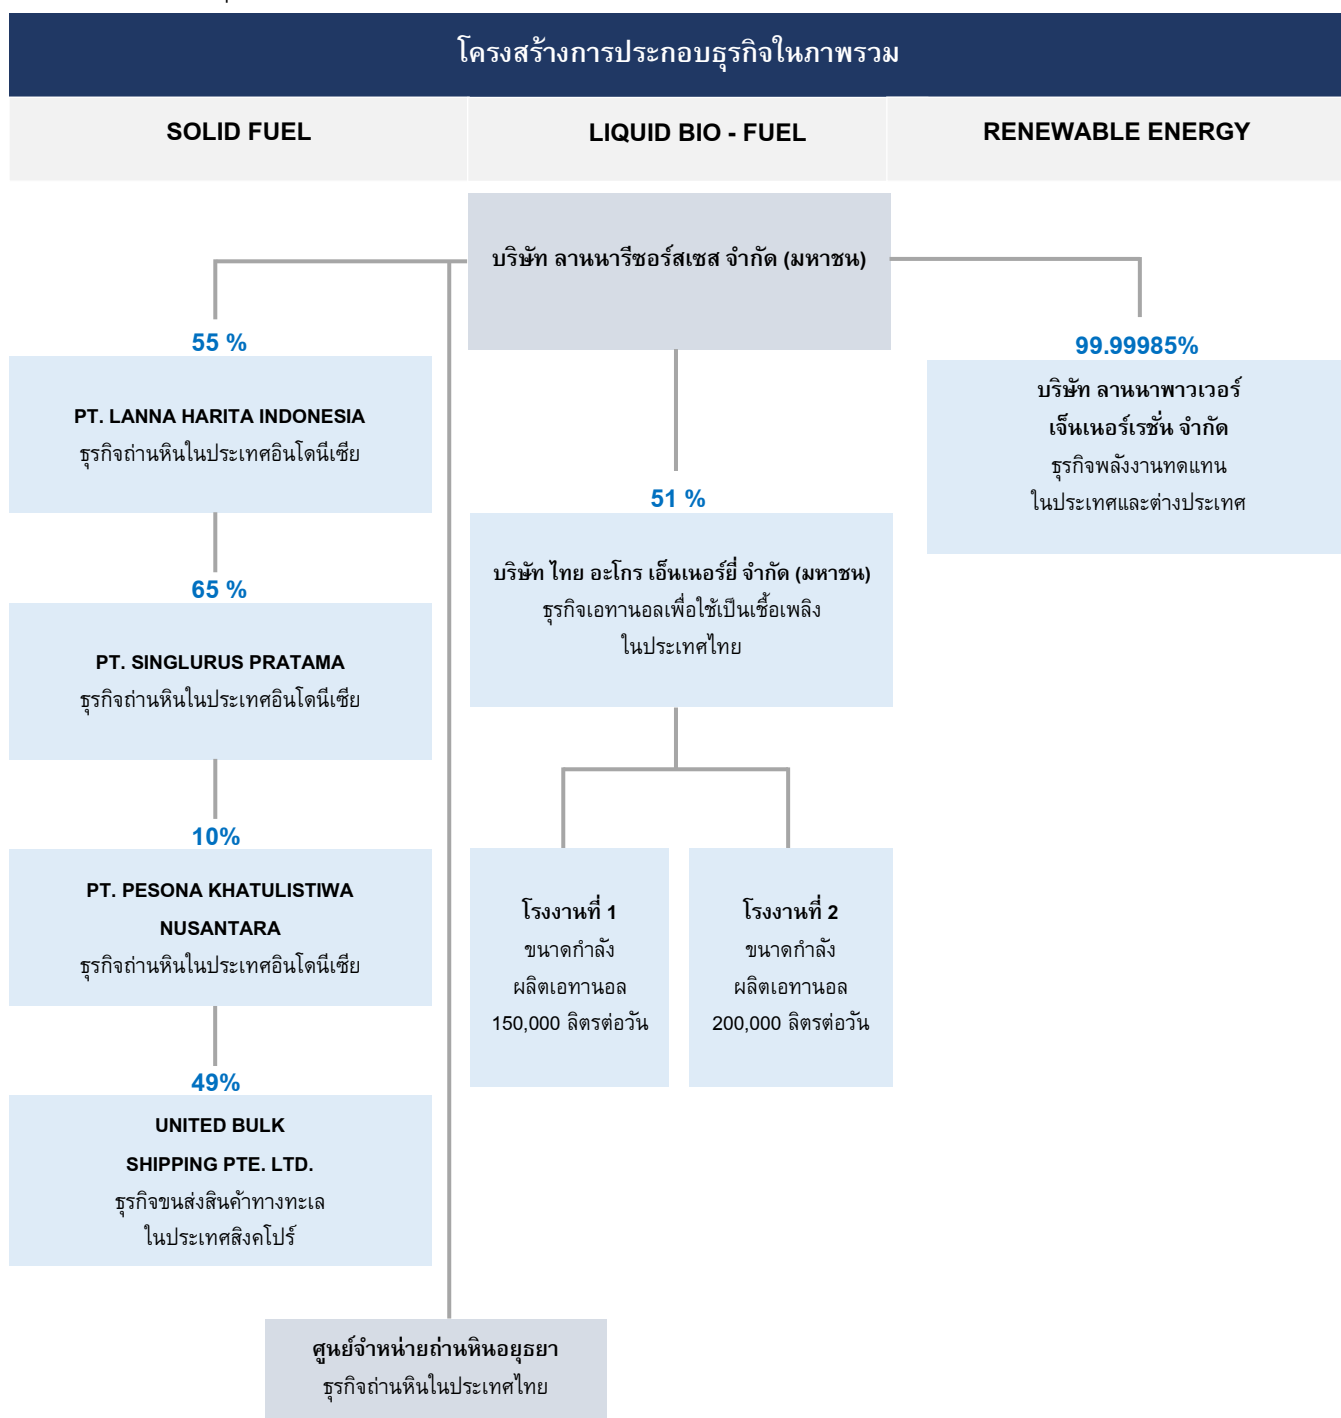 โครงสร้างการประกอบธุรกิจในภาพรวม
SOLID FUEL
LIQUID BIO - FUEL
RENEWABLE ENERGY
บริษัท ลานนารีซอร์สเซส จำกัด (มหาชน)
55 %
PT. LANNA HARITA INDONESIA
ธุรกิจถ่านหินในประเทศอินโดนีเซีย
65 %
PT. SINGLURUS PRATAMA
ธุรกิจถ่านหินในประเทศอินโดนีเซีย
10%
PT. PESONA KHATULISTIWA
NUSANTARA
ธุรกิจถ่านหินในประเทศอินโดนีเซีย
49%
UNITED BULK
SHIPPING PTE. LTD.
ธุรกิจขนส่งสินค้าทางทะเล
ในประเทศสิงคโปร์
ศูนย์จำหน่ายถ่านหินอยุธยา
ธุรกิจถ่านหินในประเทศไทย
51 %
บริษัท ไทย อะโกร เอ็นเนอร์ยี่ จำกัด (มหาชน)
ธุรกิจเอทานอลเพื่อใช้เป็นเชื้อเพลิง
ในประเทศไทย
โรงงานที่ 1
ขนาดกำลัง
ผลิตเอทานอล
150,000 ลิตรต่อวัน
โรงงานที่ 2
ขนาดกำลัง
ผลิตเอทานอล
200,000 ลิตรต่อวัน
99.99985%
บริษัท ลานนาพาวเวอร์
เจ็นเนอร์เรชั่น จำกัด
ธุรกิจพลังงานทดแทน
ในประเทศและต่างประเทศ